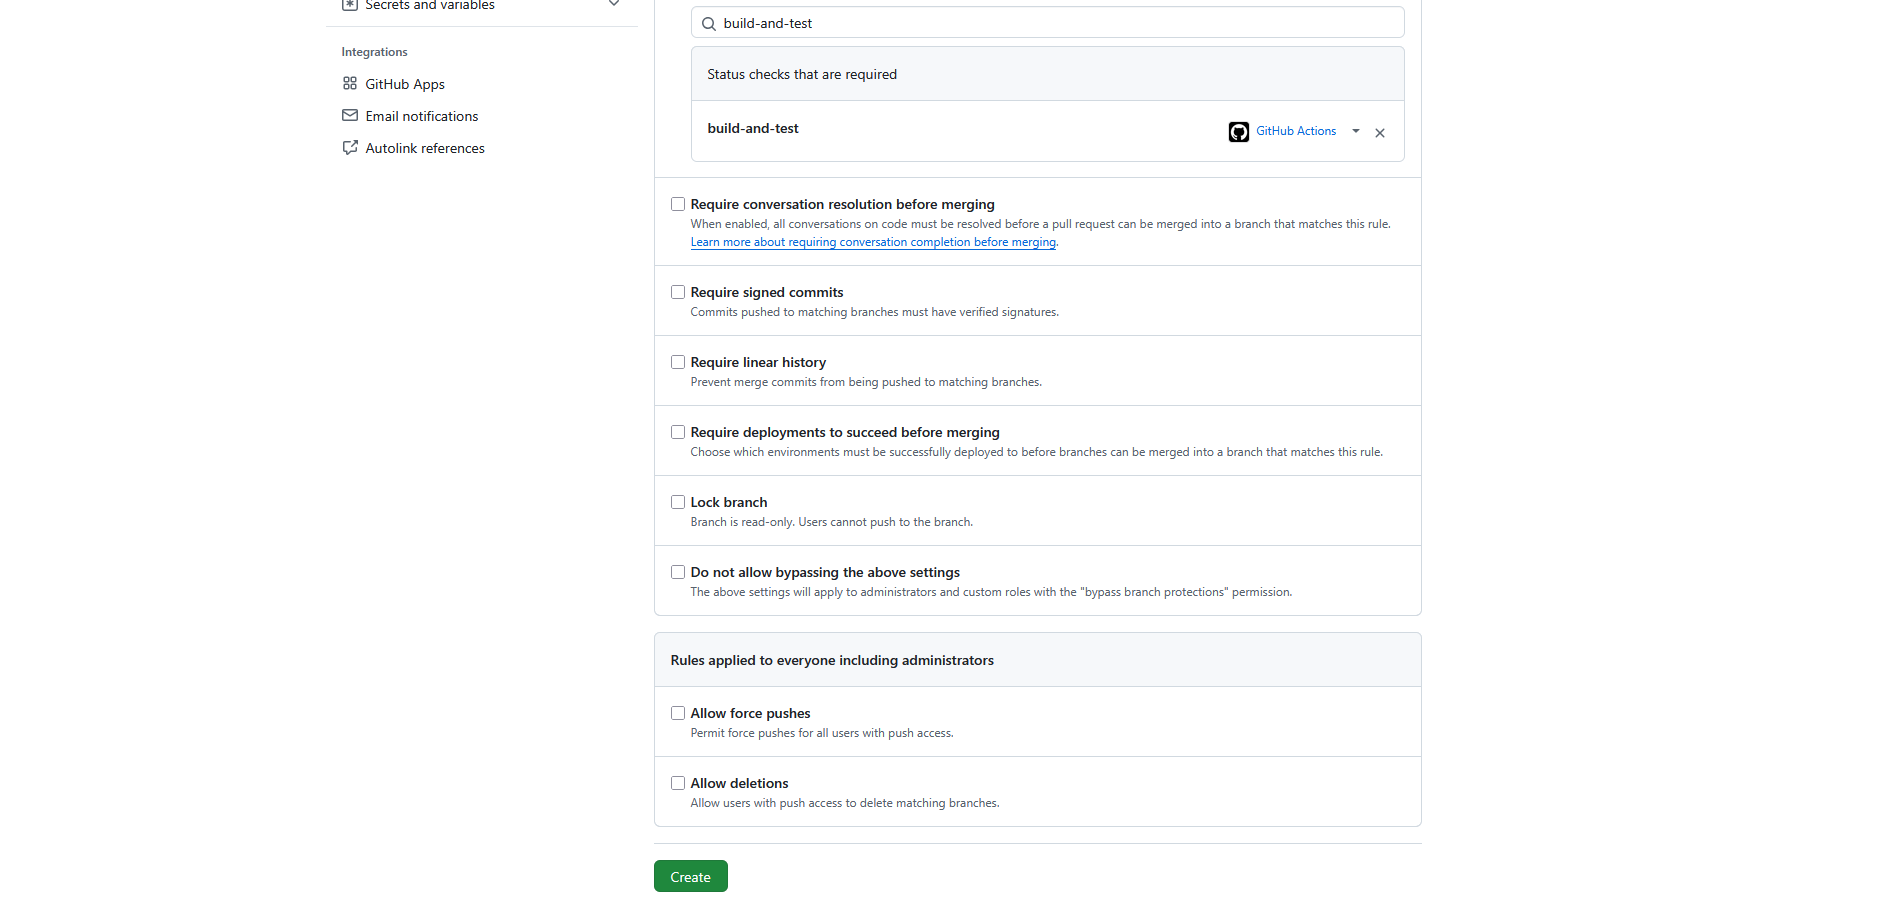 Secrets and variables
Integrations
GitHub Apps
Email notifications
Autolink references
build-and-test
Status checks that are required
build-and-test
GitHub Actions
Require conversation resolution before merging
When enabled, all conversations on code must be resolved before a pull request can be merged into a branch that matches this rule.
Learn more about requiring conversation completion before merging.
Require signed commits
Commits pushed to matching branches must have verified signatures.
Require linear history
Prevent merge commits from being pushed to matching branches.
Require deployments to succeed before merging
Choose which environments must be successfully deployed to before branches can be merged into a branch that matches this rule.
Lock branch
Branch is read-only. Users cannot push to the branch.
Do not allow bypassing the above settings
The above settings will apply to administrators and custom roles with the "bypass branch protections" permission.
Rules applied to everyone including administrators
Allow force pushes
Permit force pushes for all users with push access.
Allow deletions
Allow users with push access to delete matching branches.
Create